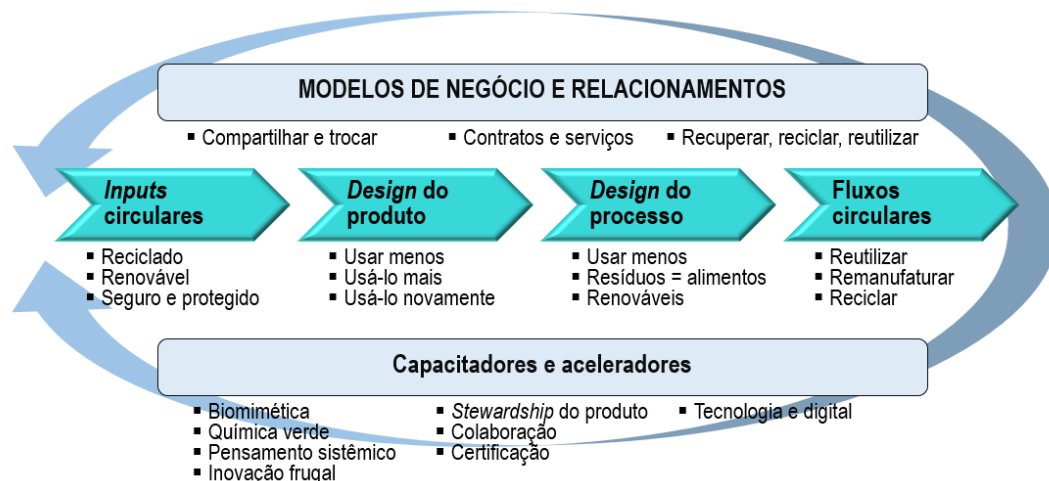 MODELOS DE NEGÓCIO E RELACIONAMENTOS
▪ Compartilhar e trocar
▪ Contratos e serviços
▪ Recuperar, reciclar, reutilizar
Inputs
circulares
▪ Reciclado
▪ Renovável
▪ Seguro e protegido
Design do
produto
▪ Usar menos
▪ Usá-lo mais
▪ Usá-lo novamente
Design do
processo
▪ Usar menos
▪ Resíduos = alimentos
▪ Renováveis
Fluxos
circulares
▪ Reutilizar
▪ Remanufaturar
▪ Reciclar
Capacitadores e aceleradores
▪ Biomimética
▪ Química verde
▪ Pensamento sistêmico
▪ Inovação frugal
▪ Stewardship do produto
▪ Colaboração
▪ Certificação
▪ Tecnologia e digital